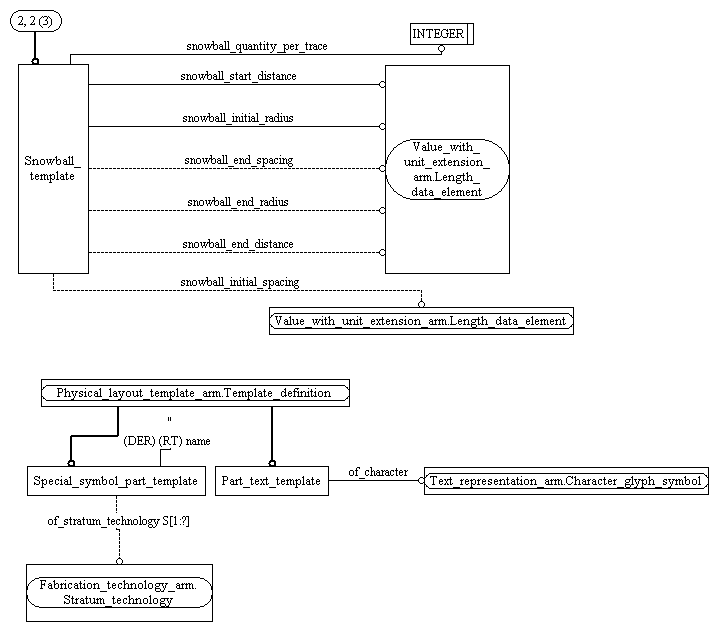 2, 2 (3)
snowball_quantity_per_trace
INTEGER
snowball_start_distance
snowball_initial_radius
Snowball_
template
snowball_end_spacing
Value_with_
unit_extension_
arm.Length_
data_element
snowball_end_radius
snowball_end_distance
snowball_initial_spacing
Value_with_unit_extension_arm.Length_data_element
Physical_layout_template_arm.Template_definition
"
(DER) (RT) name
Special_symbol_part_template
Part_text_template
of_character
Text_representation_arm.Character_glyph_symbol
of_stratum_technology S[1:?]
Fabrication_technology_arm.
Stratum_technology